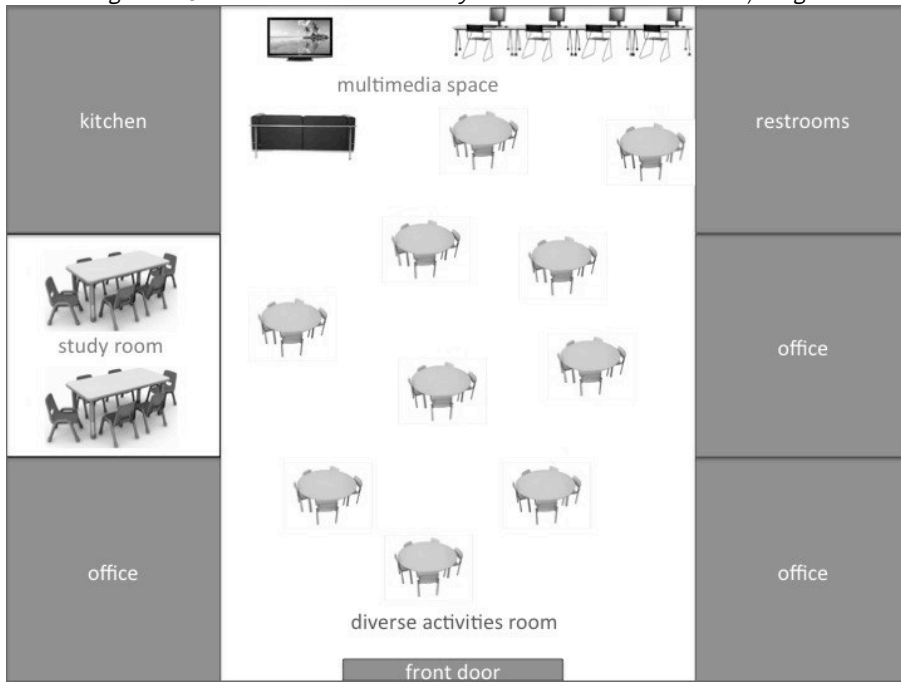 multimedia space
kitchen
restrooms
study room
office
office
office
diverse activities room
front door